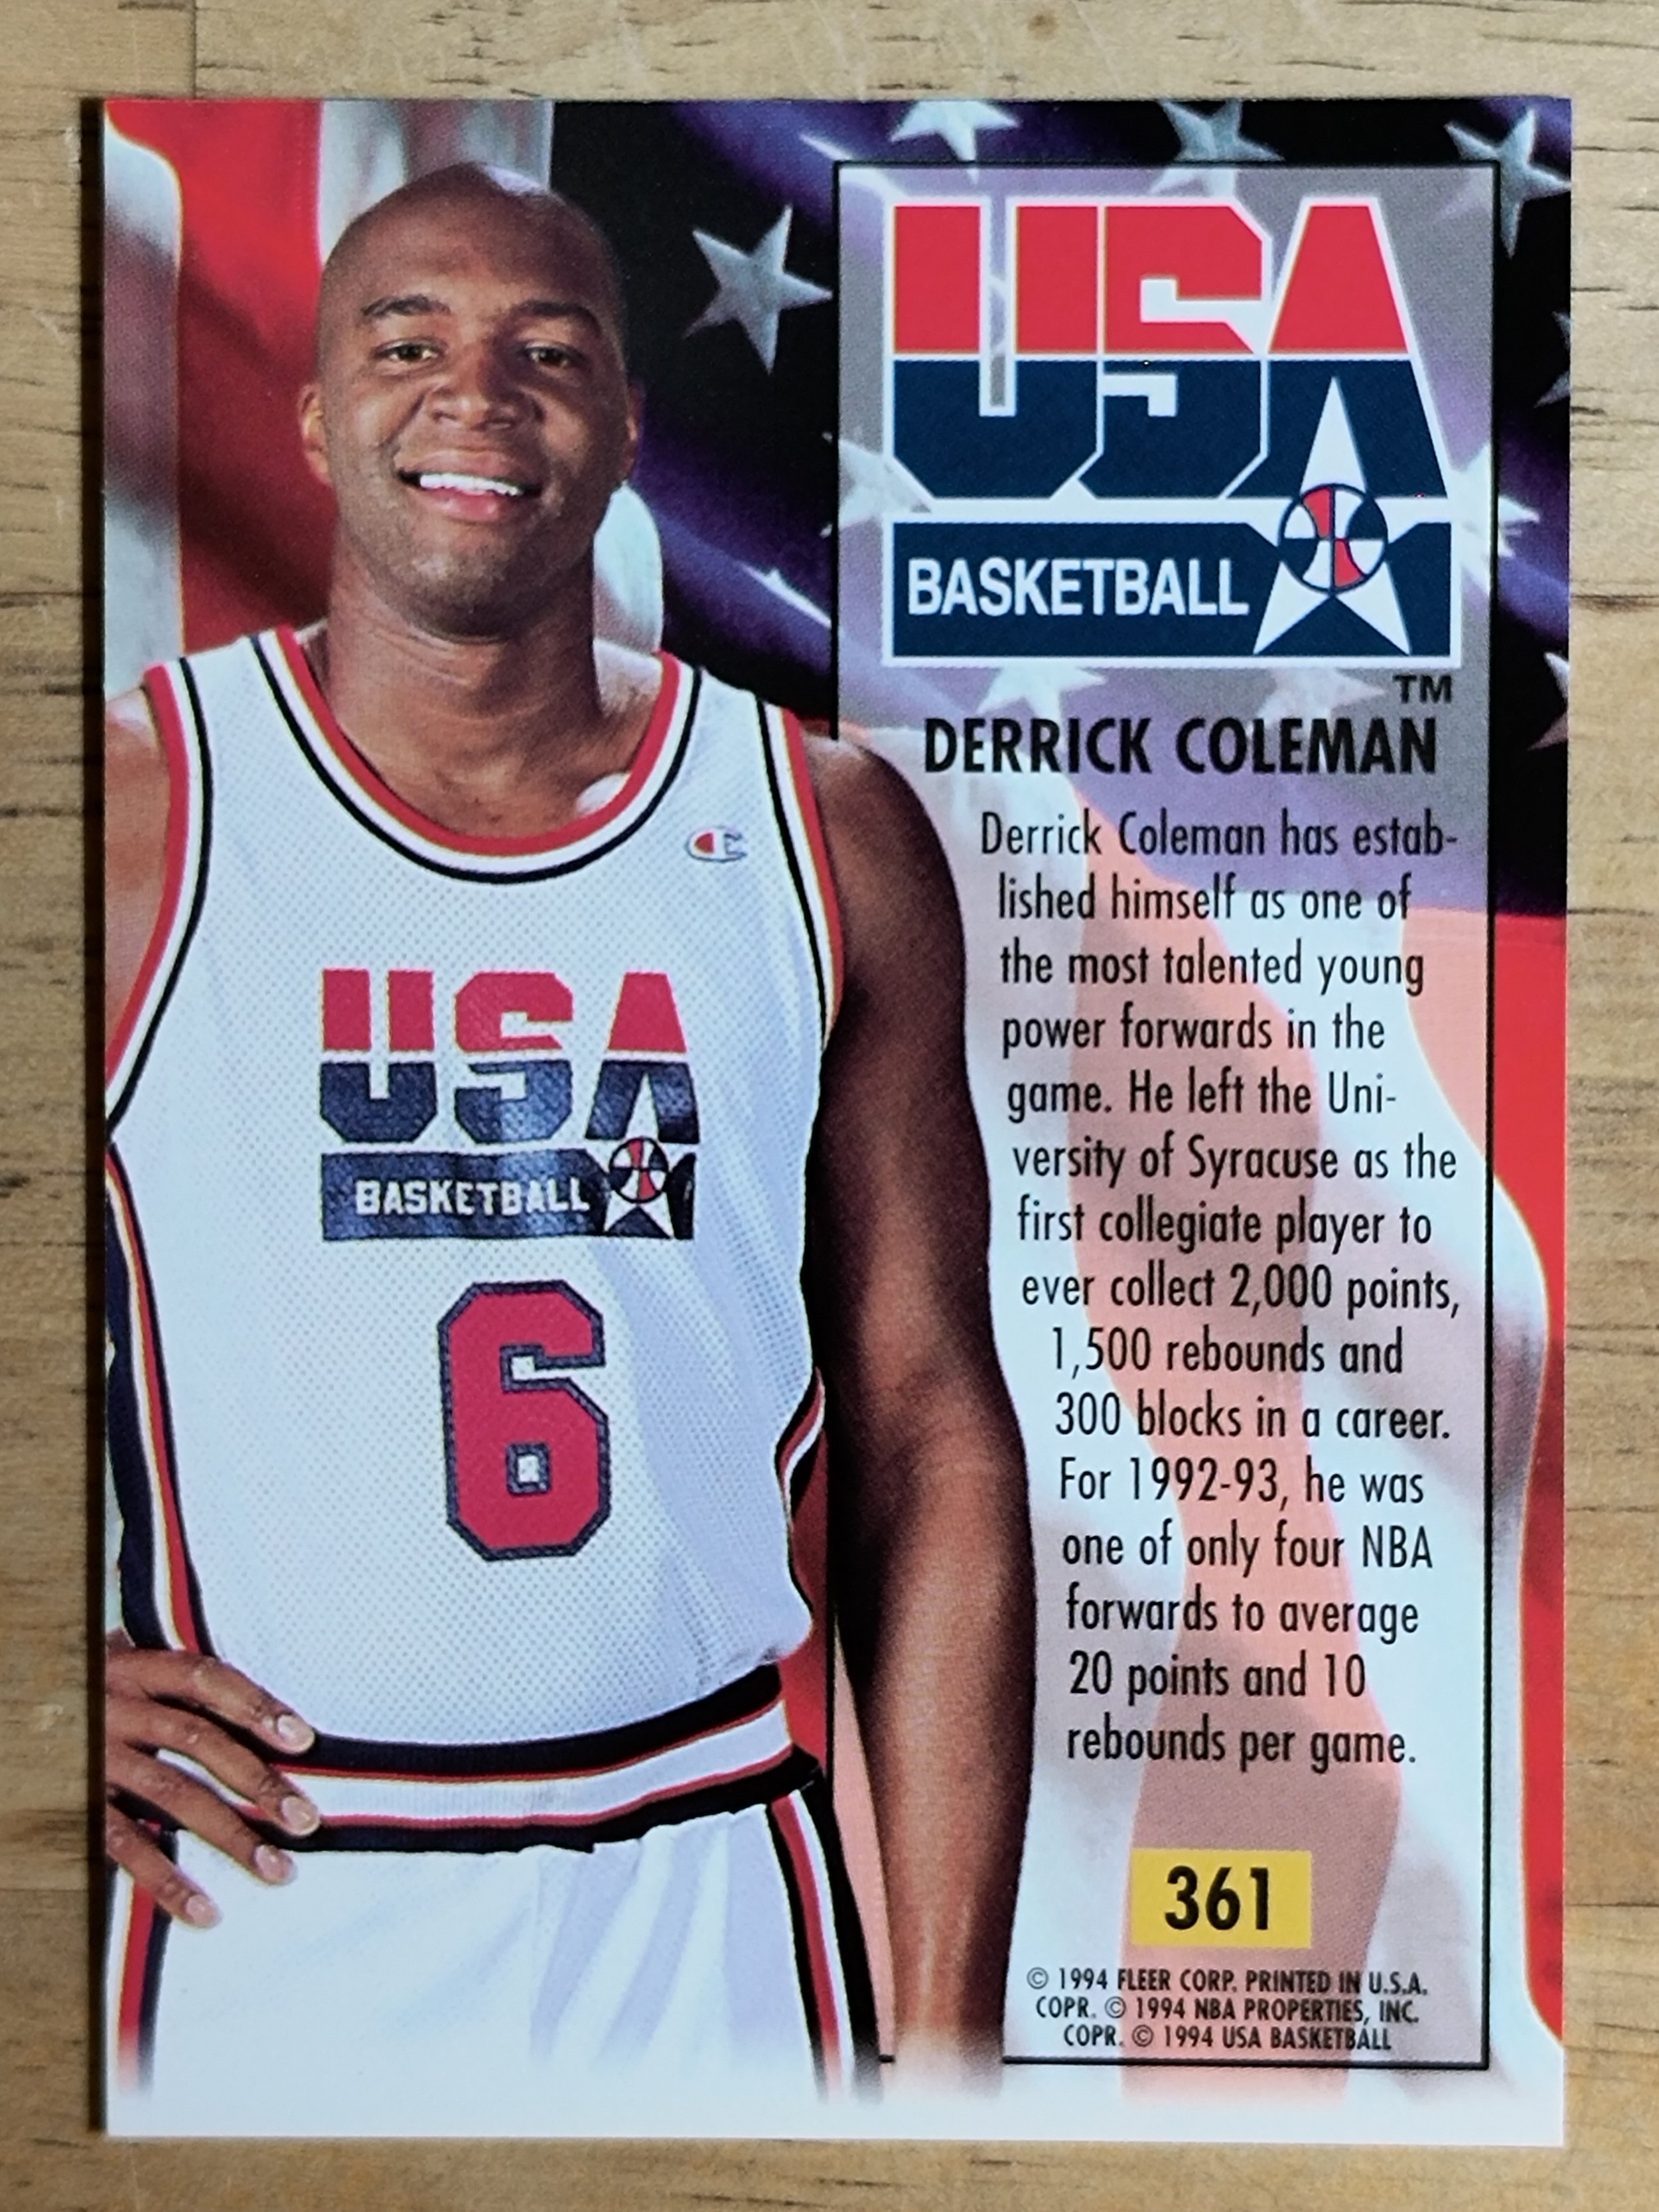 USA
BASKETBALL
TM
DERRICK COLEMAN
Derrick Coleman has estab-
lished himself as one of
the most talented young
power forwards in the
game. He left the Uni-
versity of Syracuse as the
first collegiate player to
ever collect 2,000 points,
1,500 rebounds and
300 blocks in a career.
For 1992-93, he was
one of only four NBA
forwards to average
20 points and 10
rebounds per game.
361
© 1994 FLEER CORP. PRINTED IN U.S.A.
COPR. © 1994 NBA PROPERTIES, INC.
COPR. © 1994 USA BASKETBALL
C
USA
BASKETBALL
6